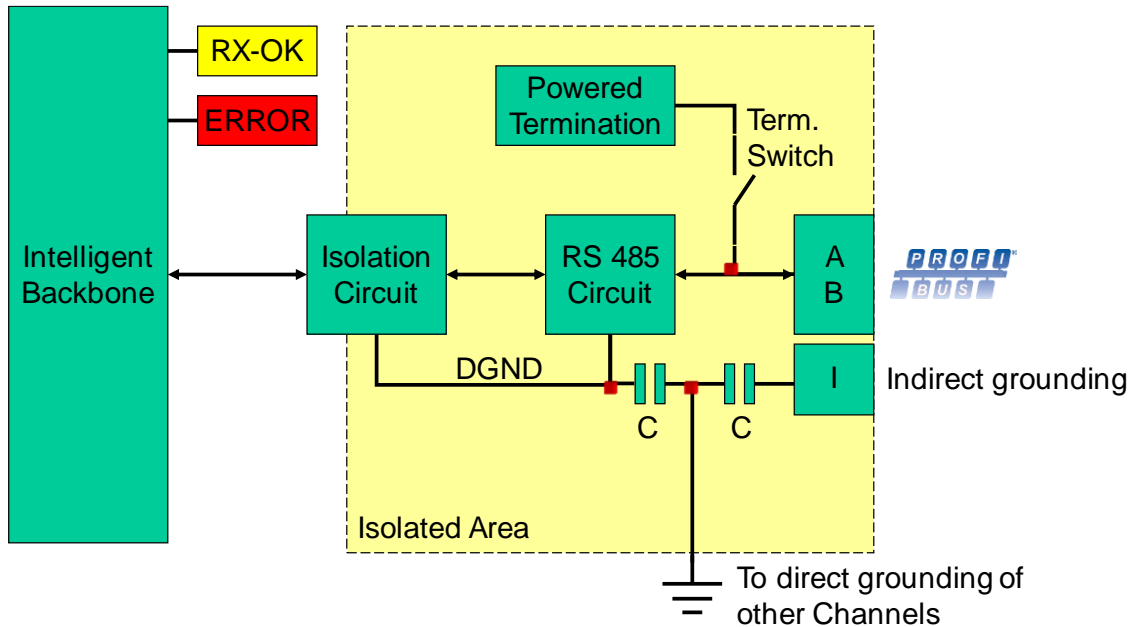 RX-OK
ERROR
Powered
Termination
Term.
Switch
Intelligent
Backbone
Isolation
Circuit
RS 485
Circuit
A
B
PROFI®
BUS
DGND
I
Indirect grounding
C
C
Isolated Area
To direct grounding of
other Channels